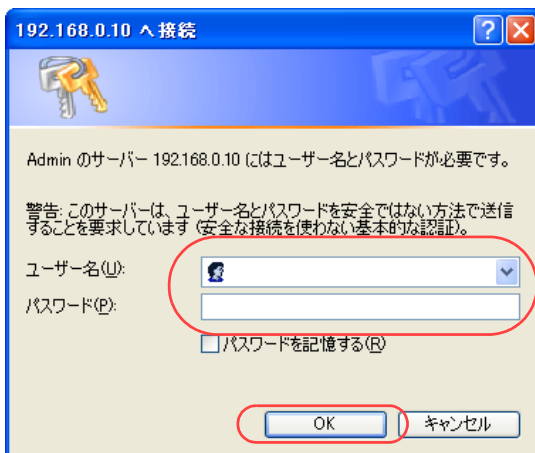 192.168.0.10 へ接続
Admin のサーバー 192.168.0.10 にはユーザー名とパスワードが必要です。
警告: このサーバーは、ユーザー名とパスワードを安全ではない方法で送信
することを要求しています (安全な接続を使わない基本的な認証)。
ユーザー名(U):
パスワード(P):
パスワードを記憶する(R)
OK
キャンセル